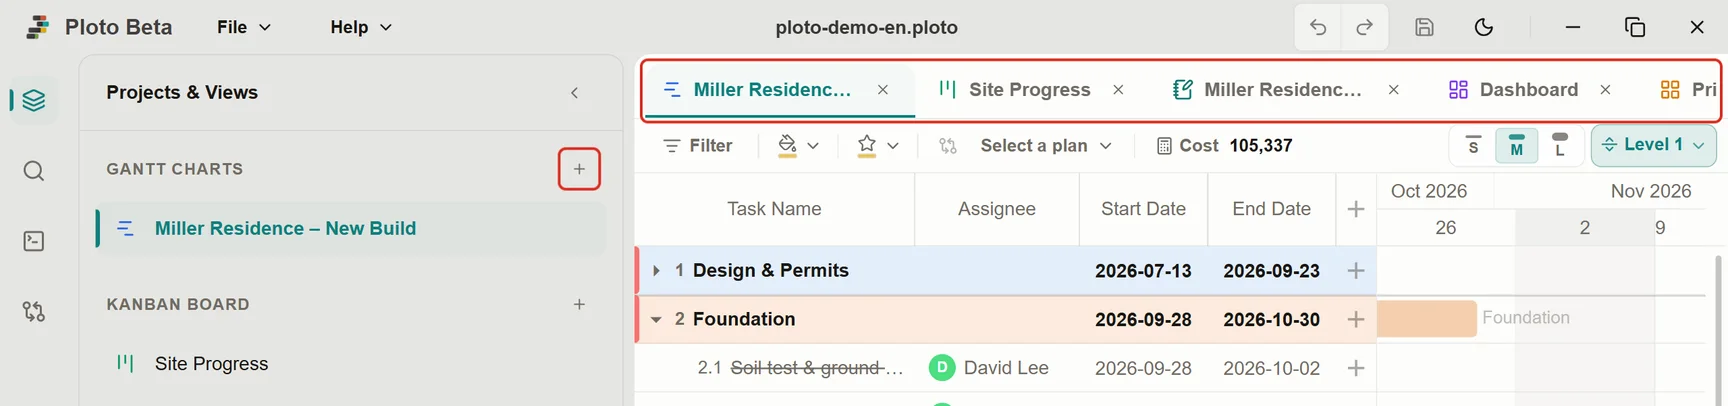 Ploto Beta File Help ploto-demo-en.ploto
Projects & Views
Miller Residenc... Site Progress Miller Residenc... Dashboard Pri
Filter Select a plan Cost 105,337 S M L Level 1
GANTT CHARTS
Miller Residence – New Build
KANBAN BOARD
Site Progress
Task Name Assignee Start Date End Date Oct 2026 Nov 2026
26 2 9
1 Design & Permits 2026-07-13 2026-09-23
2 Foundation 2026-09-28 2026-10-30 Foundation
2.1 Soil test & ground ... D David Lee 2026-09-28 2026-10-02